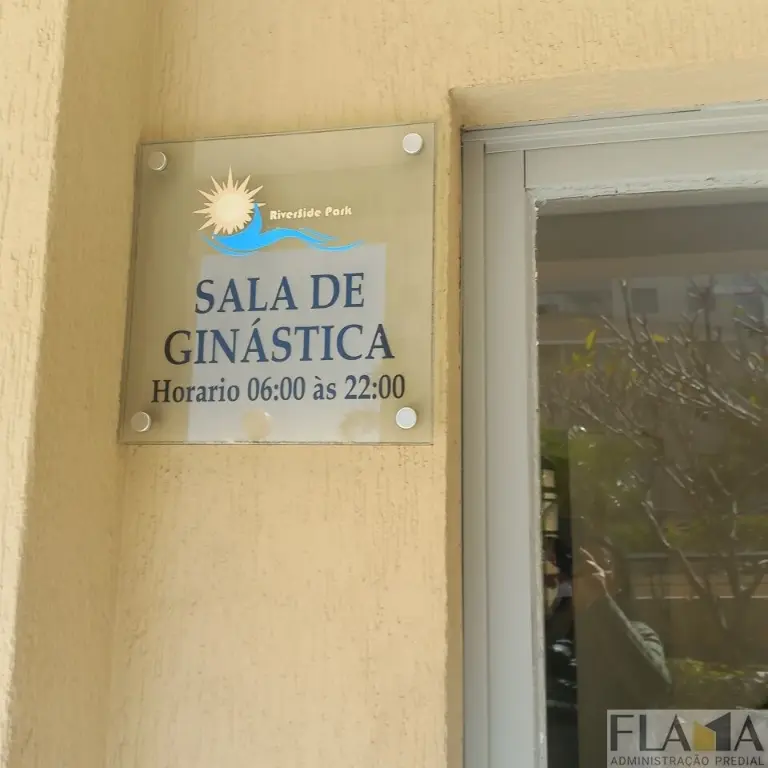 RiverSide Park
SALA DE
GINÁSTICA
Horario 06:00 às 22:00
FLAMA
ADMINISTRAÇÃO PREDIAL